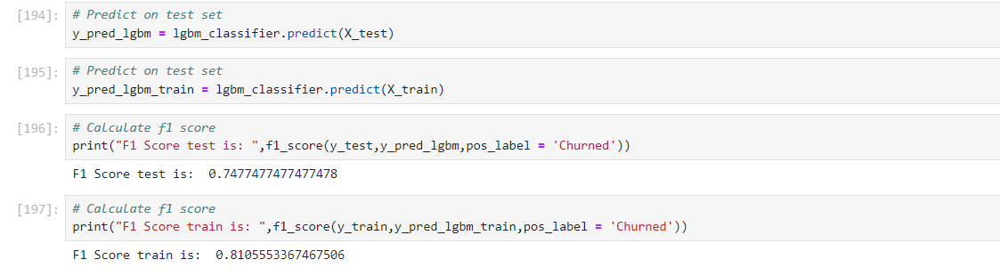 [194]: # Predict on test set
y_pred_lgbm = lgbm_classifier.predict(X_test)
[195]: # Predict on test set
y_pred_lgbm_train = lgbm_classifier.predict(X_train)
[196]: # Calculate f1 score
print("F1 Score test is: ",f1_score(y_test,y_pred_lgbm,pos_label = 'Churned'))
F1 Score test is:  0.7477477477477478
[197]: # Calculate f1 score
print("F1 Score train is: ",f1_score(y_train,y_pred_lgbm_train,pos_label = 'Churned'))
F1 Score train is:  0.8105553367467506